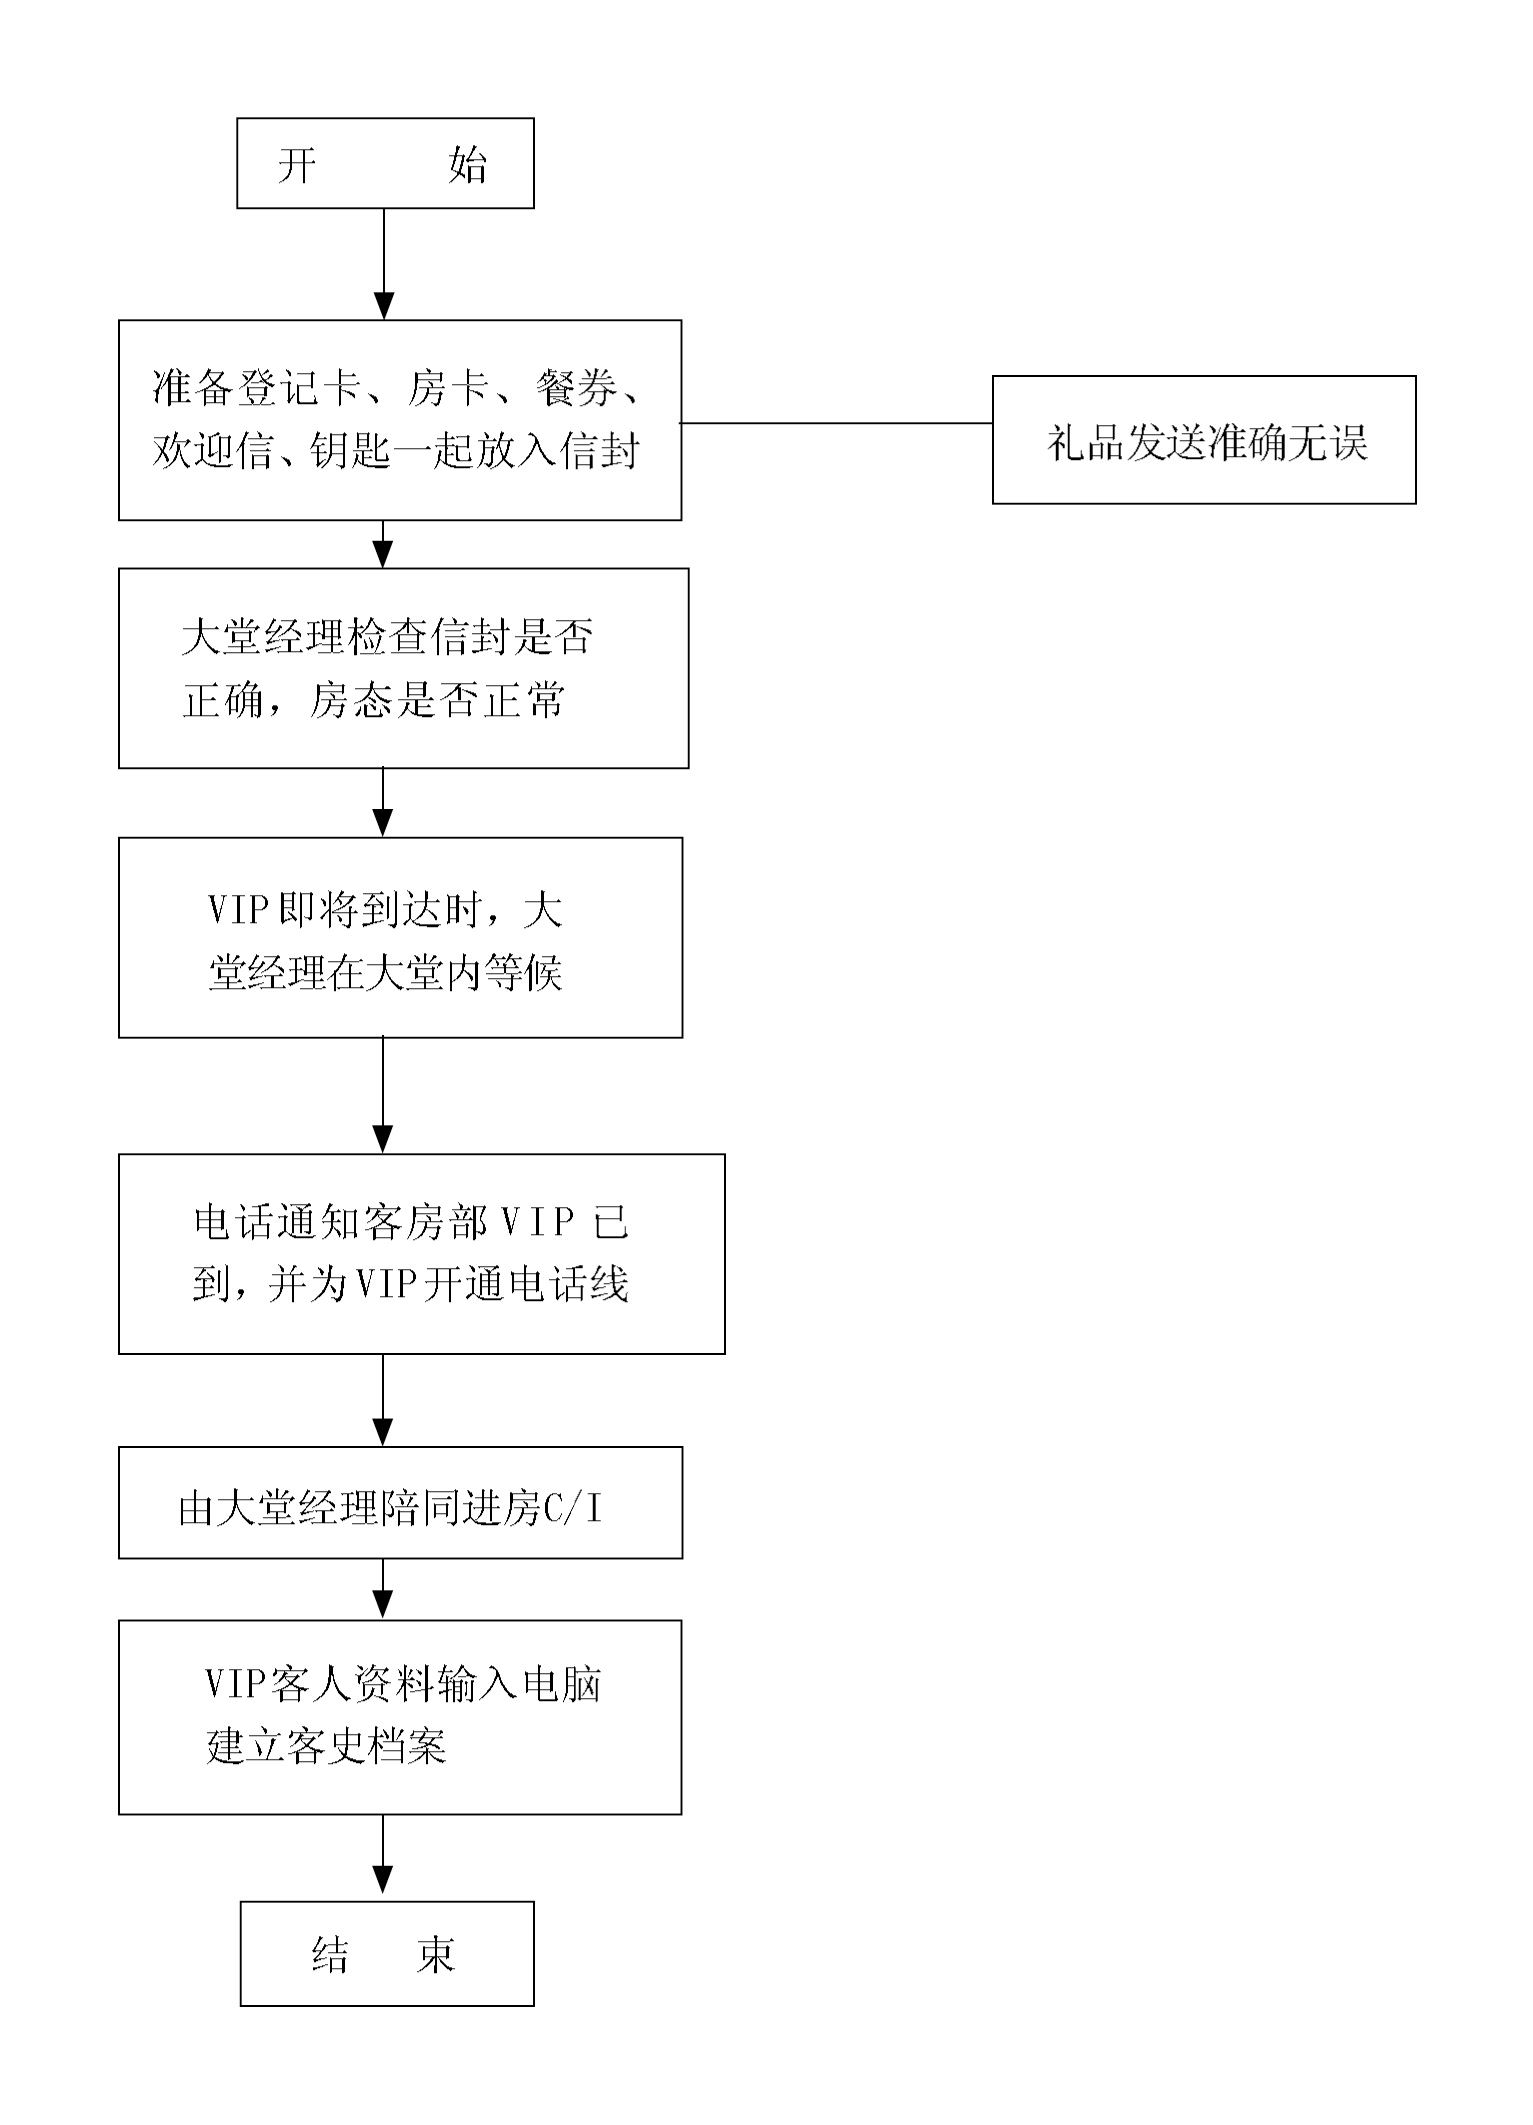 开 始
准备登记卡、房卡、餐券、
欢迎信、钥匙一起放入信封
礼品发送准确无误
大堂经理检查信封是否
正确，房态是否正常
VIP即将到达时，大
堂经理在大堂内等候
电话通知客房部VIP已
到，并为VIP开通电话线
由大堂经理陪同进房C/I
VIP客人资料输入电脑
建立客史档案
结 束